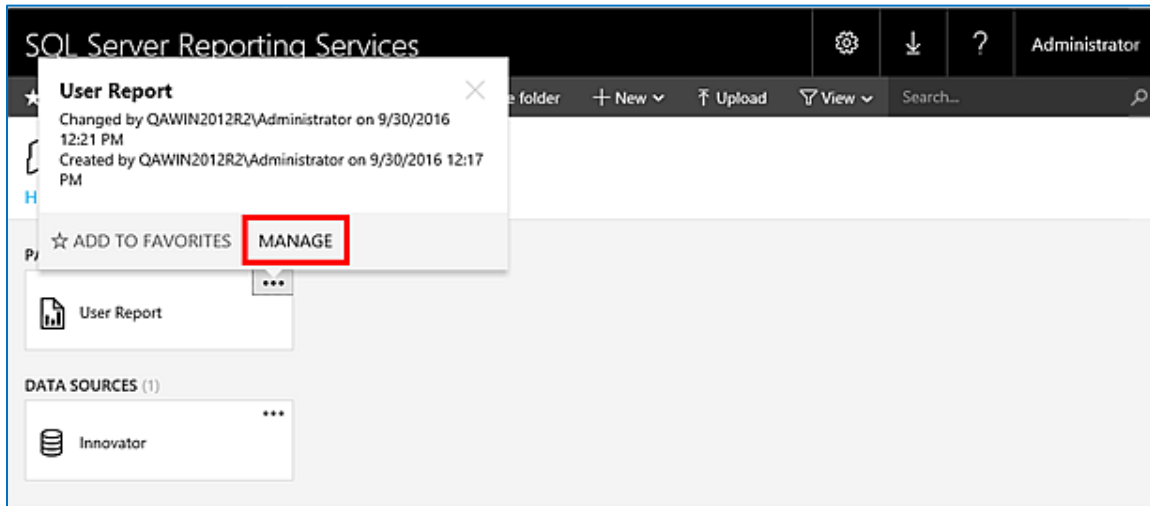 SQL Server Reporting Services
Administrator
User Report
Changed by QAWIN2012R2\Administrator on 9/30/2016
12:21 PM
Created by QAWIN2012R2\Administrator on 9/30/2016 12:17
PM
folder
New
Upload
View
Search...
☆ ADD TO FAVORITES
MANAGE
User Report
DATA SOURCES (1)
Innovator